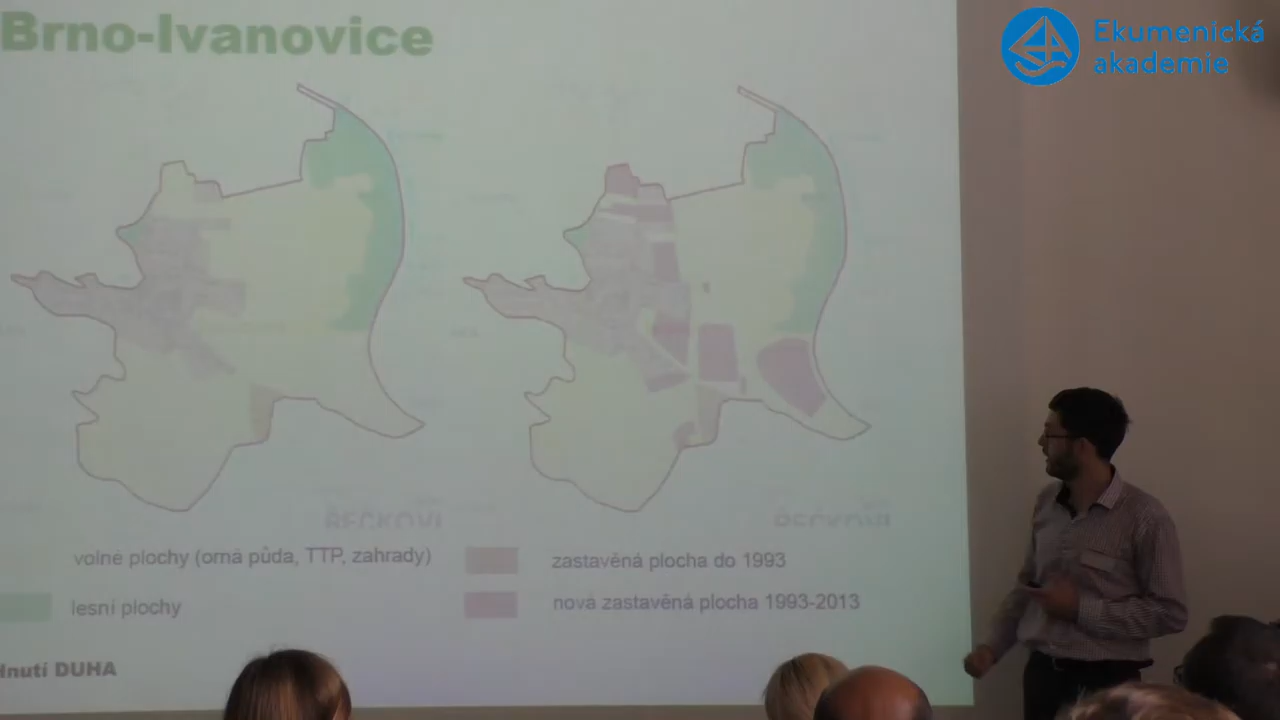 Brno-Ivanovice
Ekumenická
akademie
volné plochy (orná půda, TTP, zahrady)
lesní plochy
zastavěná plocha do 1993
nová zastavěná plocha 1993-2013
Hnutí DUHA